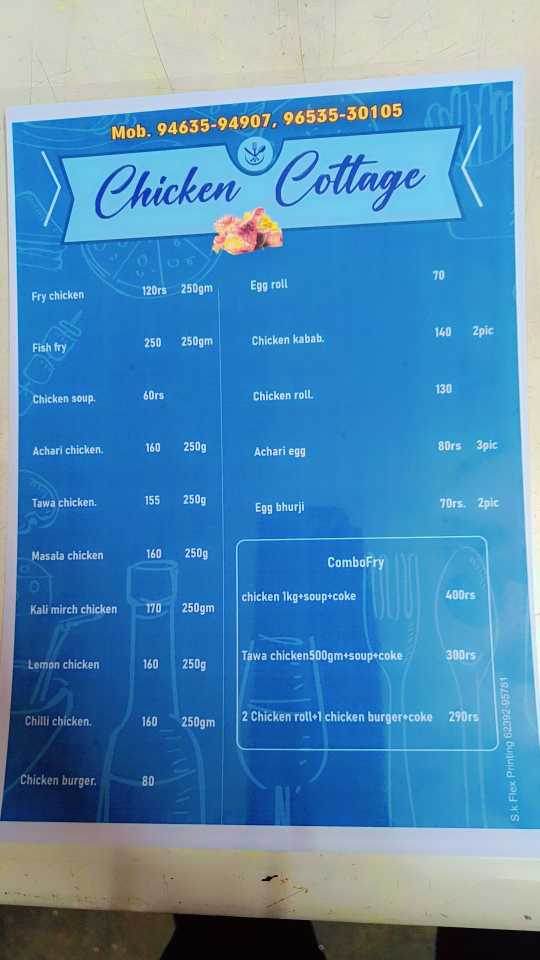 Mob. 94635-94907, 96535-30105
Chicken Cottage
Fry chicken 120rs 250gm
Fish fry 250 250gm
Chicken soup. 60rs
Achari chicken. 160 250g
Tawa chicken. 155 250g
Masala chicken 160 250g
Kali mirch chicken 170 250gm
Lemon chicken 160 250g
Chilli chicken. 160 250gm
Chicken burger. 80
Egg roll 70
Chicken kabab. 140 2pic
Chicken roll. 130
Achari egg 80rs 3pic
Egg bhurji 70rs. 2pic
ComboFry
chicken 1kg+soup+coke 400rs
Tawa chicken500gm+soup+coke 300rs
2 Chicken roll+1 chicken burger+coke 290rs
S.k Flex Printing 62392-95781